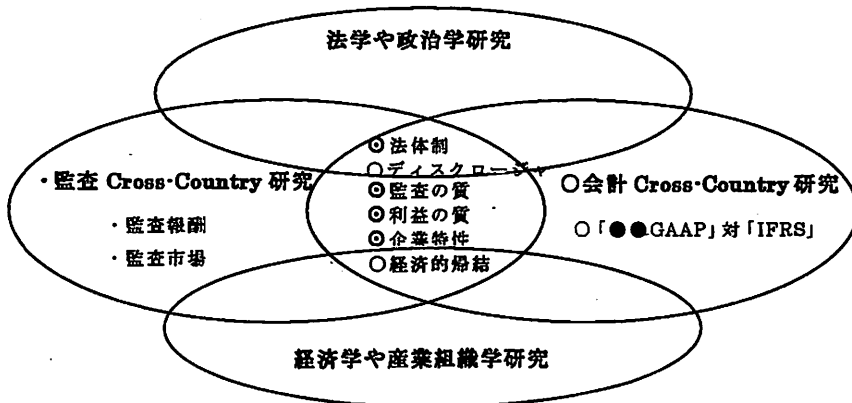 法学や政治学研究
◎法体制
○ディスクロージャ
・監査 Cross-Country 研究
◎監査の質
○会計 Cross-Country 研究
◎利益の質
・監査報酬
○「●●GAAP」対「IFRS」
◎企業特性
・監査市場
○経済的帰結
経済学や産業組織学研究